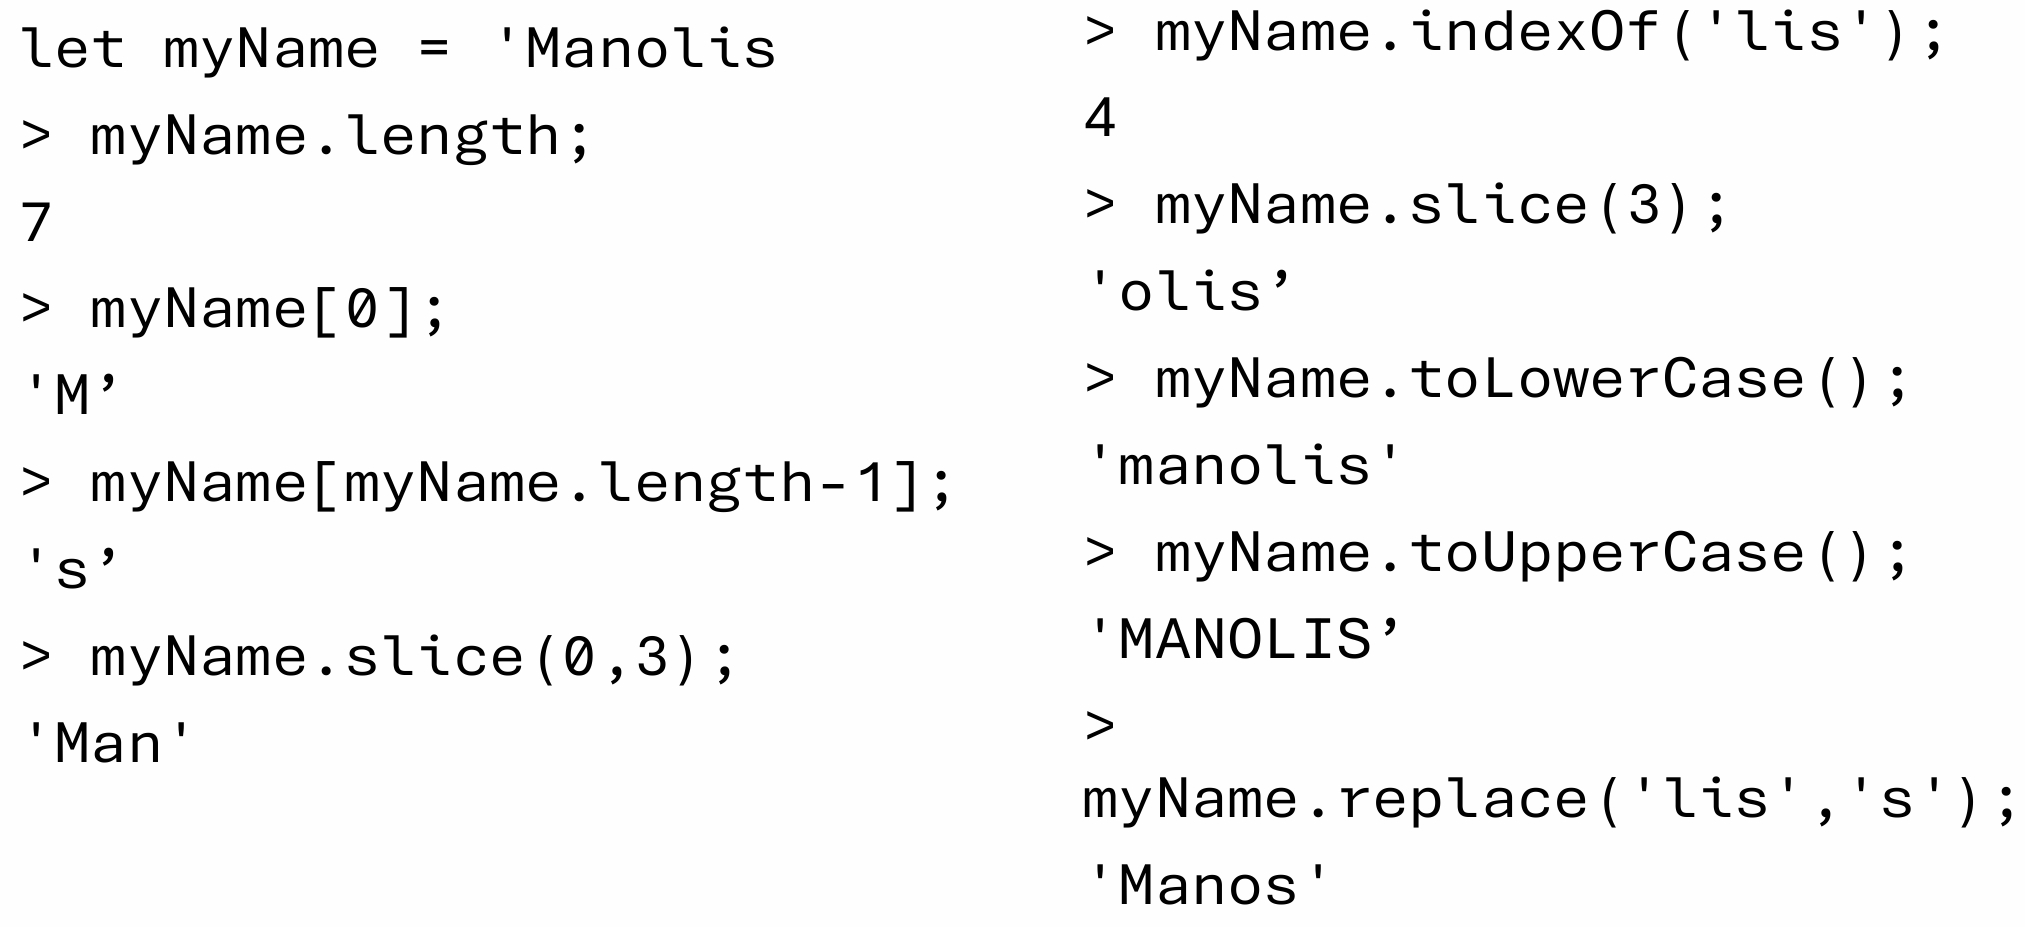 let myName = 'Manolis
> myName.length;
7
> myName[0];
'M’
> myName[myName.length-1];
's’
> myName.slice(0,3);
'Man'
> myName.indexOf('lis');
4
> myName.slice(3);
'olis’
> myName.toLowerCase();
'manolis'
> myName.toUpperCase();
'MANOLIS’
>
myName.replace('lis','s');
'Manos'